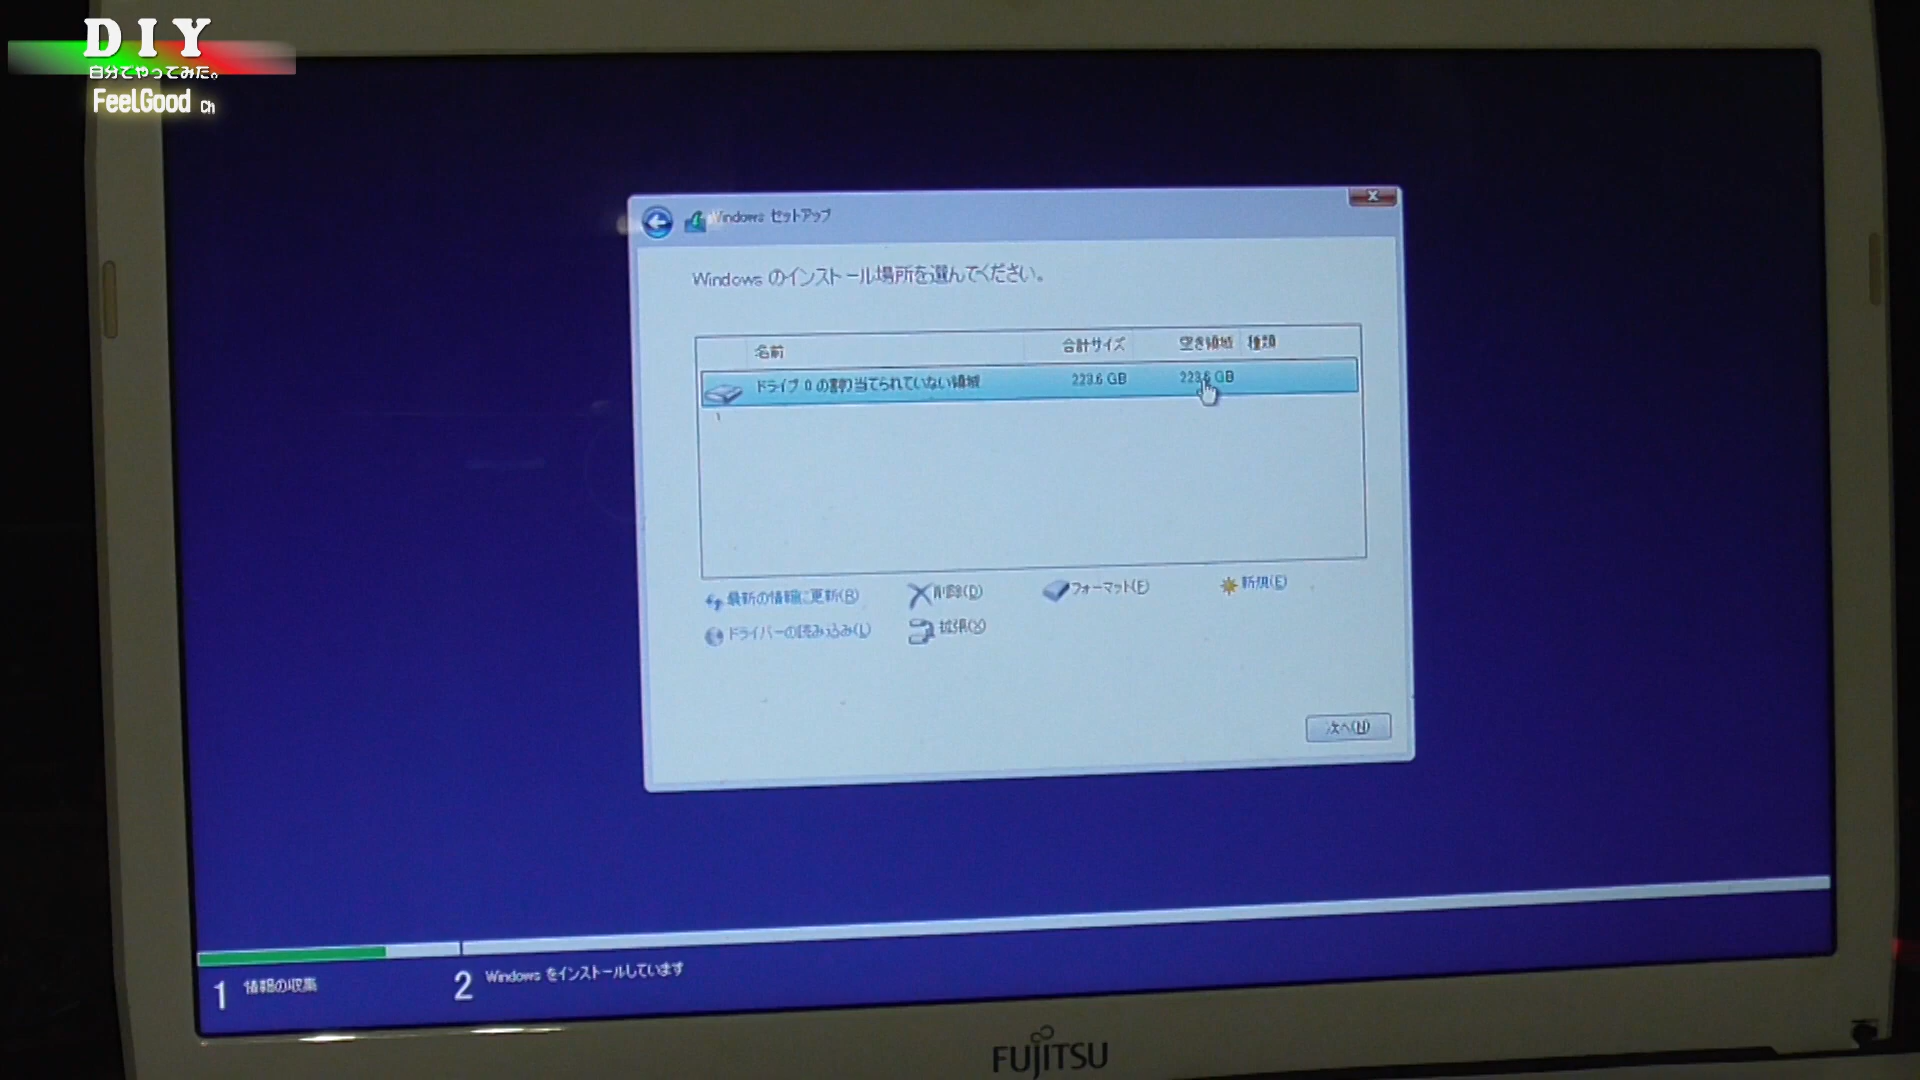 DIY
自分でやってみた。
FeelGood Ch
Windows セットアップ
Windows のインストール場所を選んでください。
名前 合計サイズ 空き領域 種類
ドライブ 0 の割り当てられていない領域 223.6 GB 223.6 GB
最新の情報に更新(R) 削除(D) フォーマット(F) 新規(E)
ドライバーの読み込み(L) 拡張(X)
次へ(N)
1 情報の収集 2 Windows をインストールしています
FUJITSU